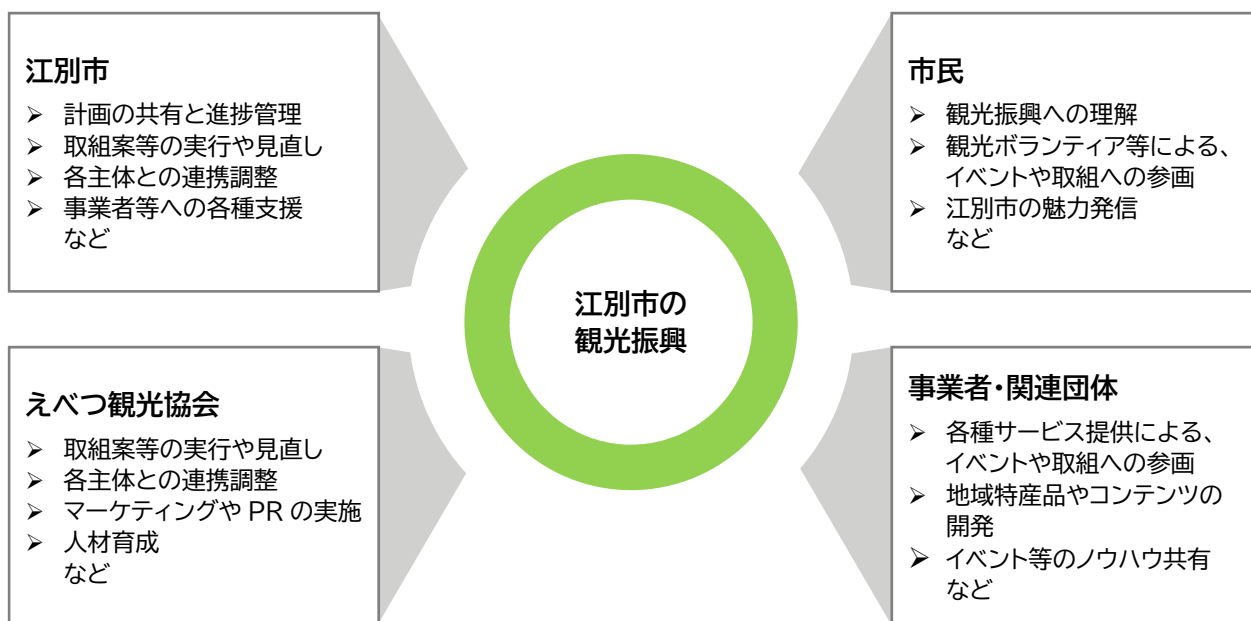 江別市
➢ 計画の共有と進捗管理
➢ 取組案等の実行や見直し
➢ 各主体との連携調整
➢ 事業者等への各種支援
など
市民
➢ 観光振興への理解
➢ 観光ボランティア等による、
イベントや取組への参画
➢ 江別市の魅力発信
など
江別市の
観光振興
えべつ観光協会
➢ 取組案等の実行や見直し
➢ 各主体との連携調整
➢ マーケティングや PR の実施
➢ 人材育成
など
事業者・関連団体
➢ 各種サービス提供による、
イベントや取組への参画
➢ 地域特産品やコンテンツの
開発
➢ イベント等のノウハウ共有
など